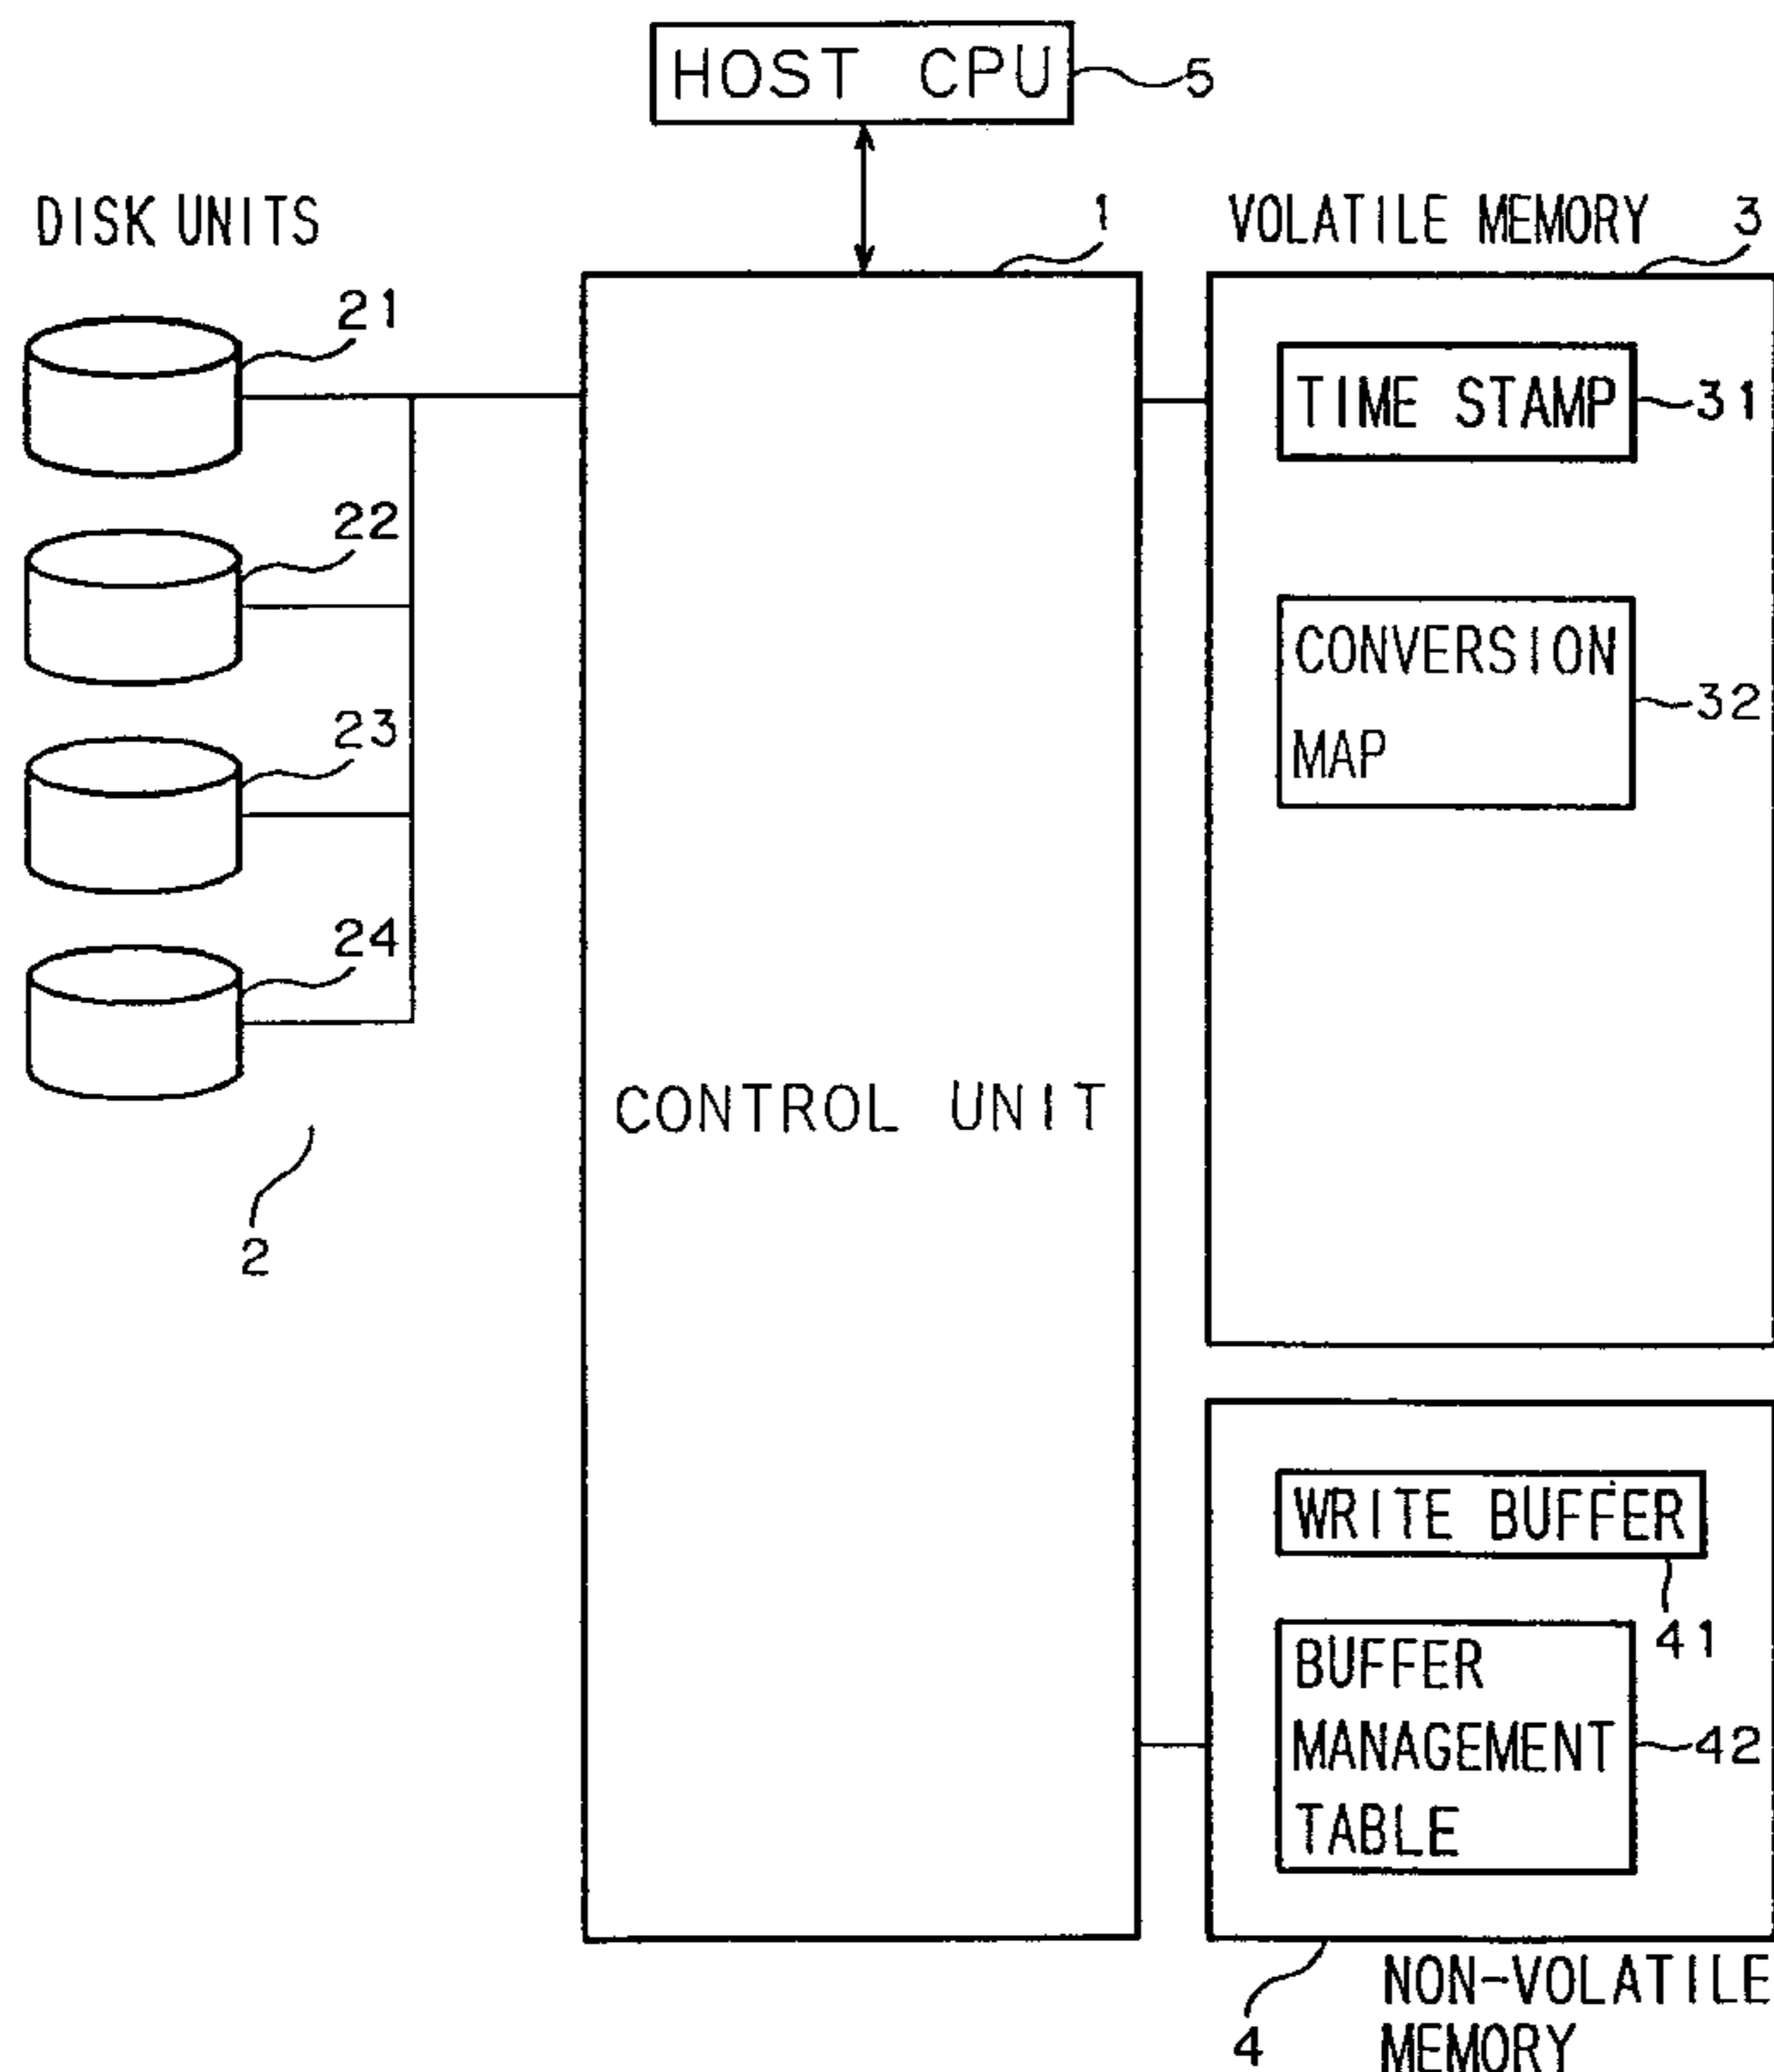 HOST CPU
5
DISK UNITS
1
VOLATILE MEMORY
3
21
TIME STAMP
31
22
CONVERSION
MAP
32
23
24
CONTROL UNIT
2
WRITE BUFFER
41
BUFFER
MANAGEMENT
TABLE
42
4
NON-VOLATILE
MEMORY